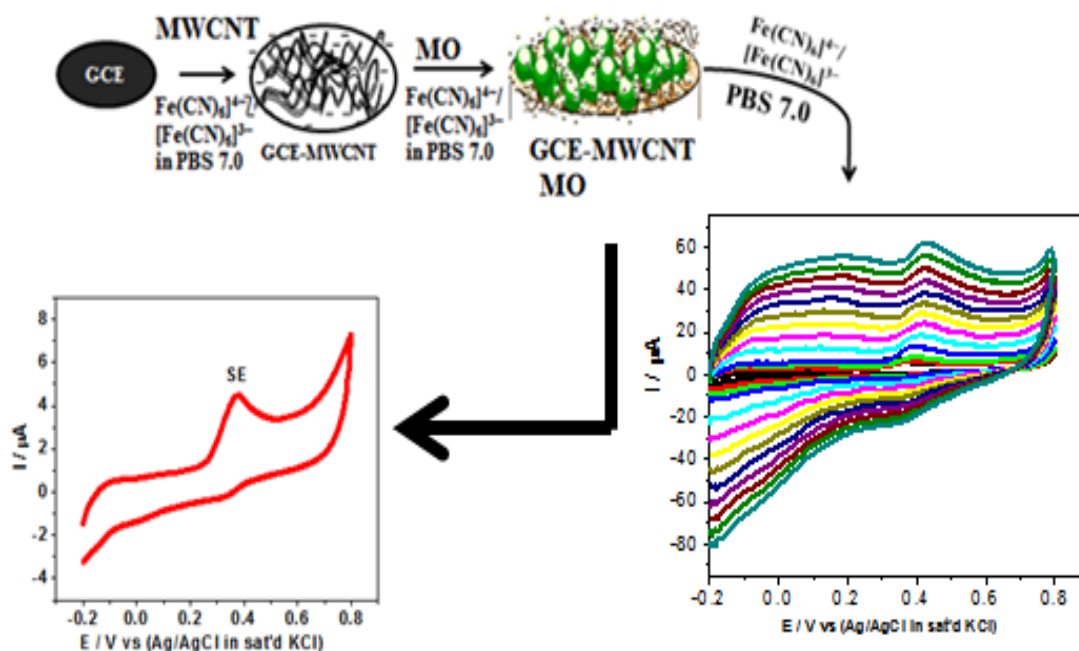 MWCNT
GCE
Fe(CN)₆]⁴⁻/
[Fe(CN)₆]³⁻
in PBS 7.0
GCE-MWCNT
MO
Fe(CN)₆]⁴⁻/
[Fe(CN)₆]³⁻
in PBS 7.0
GCE-MWCNT
MO
Fe(CN)₆]⁴⁻/
[Fe(CN)₆]³⁻
PBS 7.0
8
6
4
2
0
-2
-4
I / µA
SE
-0.2 0.0 0.2 0.4 0.6 0.8
E / V vs (Ag/AgCl in sat'd KCl)
60
40
20
0
-20
-40
-60
-80
I / µA
-0.2 0.0 0.2 0.4 0.6 0.8
E / V vs (Ag/AgCl in sat'd KCl)